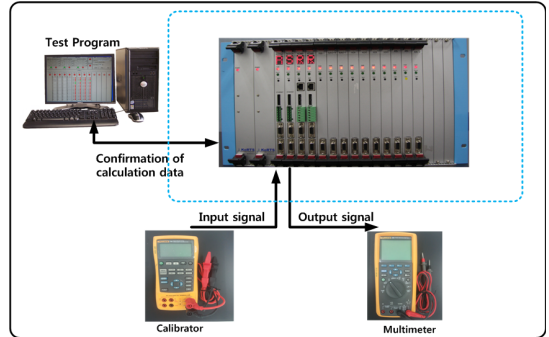 Test Program
Confirmation of
calculation data
Input signal
Output signal
Calibrator
Multimeter